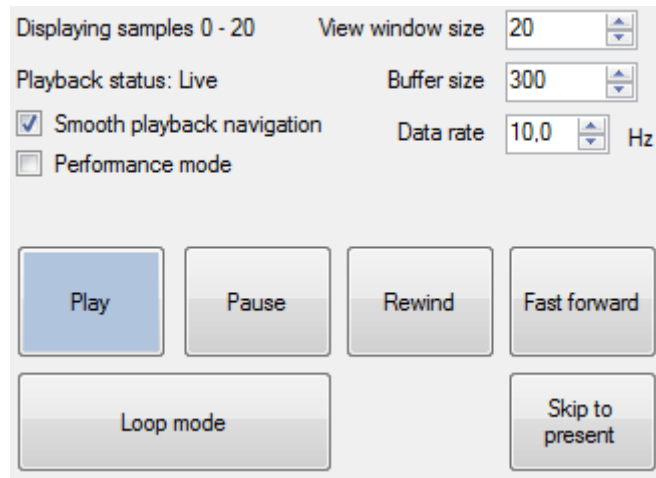 Displaying samples 0 - 20 View window size 20
Playback status: Live Buffer size 300
Smooth playback navigation Data rate 10,0 Hz
Performance mode
Play Pause Rewind Fast forward
Loop mode Skip to
present